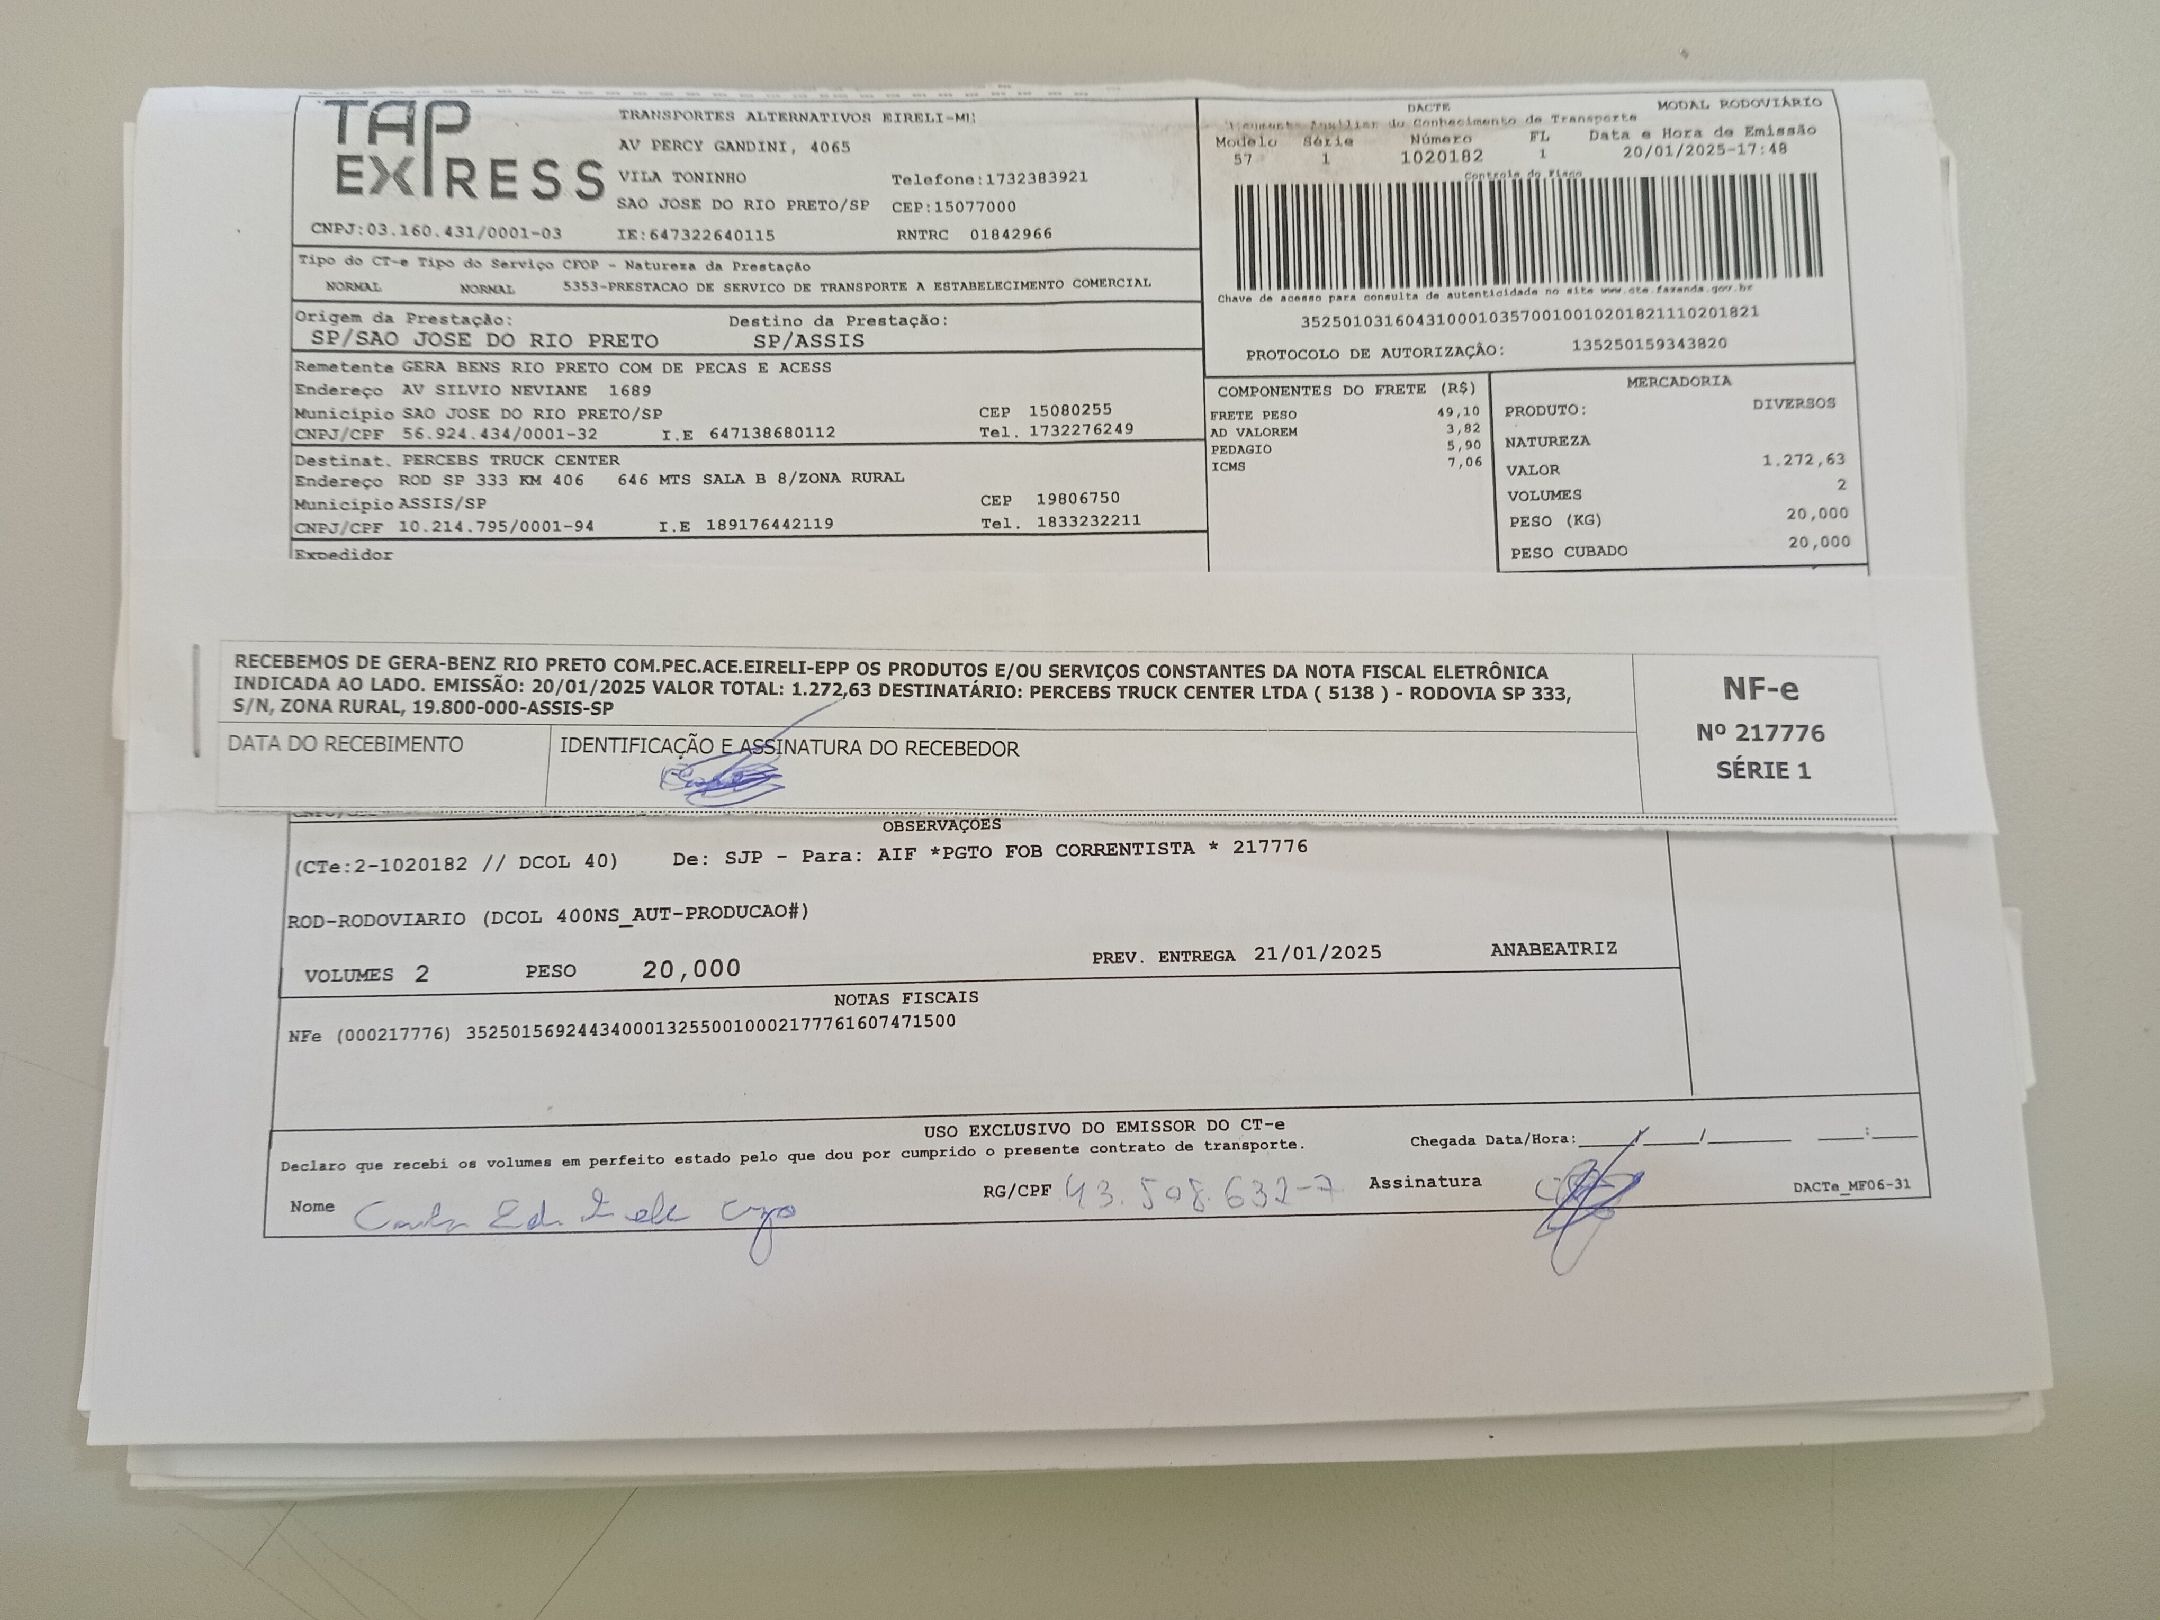 TAP EXPRESS
TRANSPORTES ALTERNATIVOS EIRELI-ME
AV PERCY GANDINI, 4065
VILA TONINHO Telefone:1732383921
SAO JOSE DO RIO PRETO/SP CEP:15077000
CNPJ:03.160.431/0001-03 IE:647322640115 RNTRC 01842966
DACTE MODAL RODOVIÁRIO
Documento Auxiliar do Conhecimento de Transporte
Modelo Série Número FL Data e Hora de Emissão
57 1 1020182 1 20/01/2025-17:48
Controle do Fisco
Chave de acesso para consulta de autenticidade no site www.cte.fazenda.gov.br
35250103160431000103570010010201821110201821
PROTOCOLO DE AUTORIZAÇÃO: 135250159343820
Tipo do CT-e Tipo do Serviço CFOP - Natureza da Prestação
NORMAL NORMAL 5353-PRESTACAO DE SERVICO DE TRANSPORTE A ESTABELECIMENTO COMERCIAL
Origem da Prestação: Destino da Prestação:
SP/SAO JOSE DO RIO PRETO SP/ASSIS
Remetente GERA BENS RIO PRETO COM DE PECAS E ACESS
Endereço AV SILVIO NEVIANE 1689
Município SAO JOSE DO RIO PRETO/SP CEP 15080255
CNPJ/CPF 56.924.434/0001-32 I.E 647138680112 Tel. 1732276249
Destinat. PERCEBS TRUCK CENTER
Endereço ROD SP 333 KM 406 646 MTS SALA B 8/ZONA RURAL
Município ASSIS/SP CEP 19806750
CNPJ/CPF 10.214.795/0001-94 I.E 189176442119 Tel. 1833232211
Expedidor
COMPONENTES DO FRETE (R$)
FRETE PESO 49,10
AD VALOREM 3,82
PEDAGIO 5,90
ICMS 7,06
MERCADORIA
PRODUTO: DIVERSOS
NATUREZA
VALOR 1.272,63
VOLUMES 2
PESO (KG) 20,000
PESO CUBADO 20,000
RECEBEMOS DE GERA-BENZ RIO PRETO COM.PEC.ACE.EIRELI-EPP OS PRODUTOS E/OU SERVIÇOS CONSTANTES DA NOTA FISCAL ELETRÔNICA
INDICADA AO LADO. EMISSÃO: 20/01/2025 VALOR TOTAL: 1.272,63 DESTINATÁRIO: PERCEBS TRUCK CENTER LTDA ( 5138 ) - RODOVIA SP 333,
S/N, ZONA RURAL, 19.800-000-ASSIS-SP
DATA DO RECEBIMENTO IDENTIFICAÇÃO E ASSINATURA DO RECEBEDOR
NF-e
Nº 217776
SÉRIE 1
OBSERVAÇÕES
(CTe:2-1020182 // DCOL 40) De: SJP - Para: AIF *PGTO FOB CORRENTISTA * 217776
ROD-RODOVIARIO (DCOL 400NS_AUT-PRODUCAO#)
VOLUMES 2 PESO 20,000 PREV. ENTREGA 21/01/2025 ANABEATRIZ
NOTAS FISCAIS
NFe (000217776) 35250156924434000132550010002177761607471500
USO EXCLUSIVO DO EMISSOR DO CT-e
Declaro que recebi os volumes em perfeito estado pelo que dou por cumprido o presente contrato de transporte. Chegada Data/Hora:____/____/______ ___:___
Nome RG/CPF 43.508.632-7 Assinatura DACTe_MF06-31